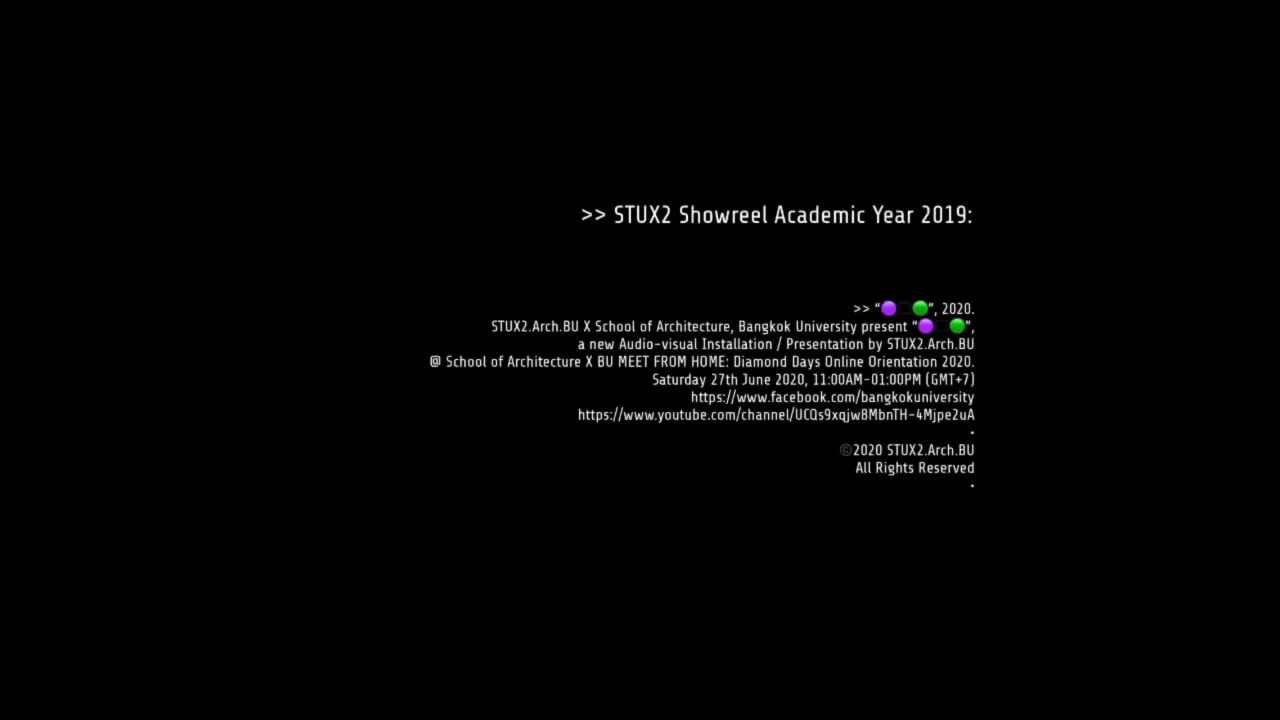 >> STUX2 Showreel Academic Year 2019:
>> “🟣⬛🟢”, 2020.
STUX2.Arch.BU X School of Architecture, Bangkok University present “🟣⬛🟢”,
a new Audio-visual Installation / Presentation by STUX2.Arch.BU
@ School of Architecture X BU MEET FROM HOME: Diamond Days Online Orientation 2020.
Saturday 27th June 2020, 11:00AM-01:00PM (GMT+7)
https://www.facebook.com/bangkokuniversity
https://www.youtube.com/channel/UCQs9xqjw8MbnTH-4Mjpe2uA
.
©2020 STUX2.Arch.BU
All Rights Reserved
.